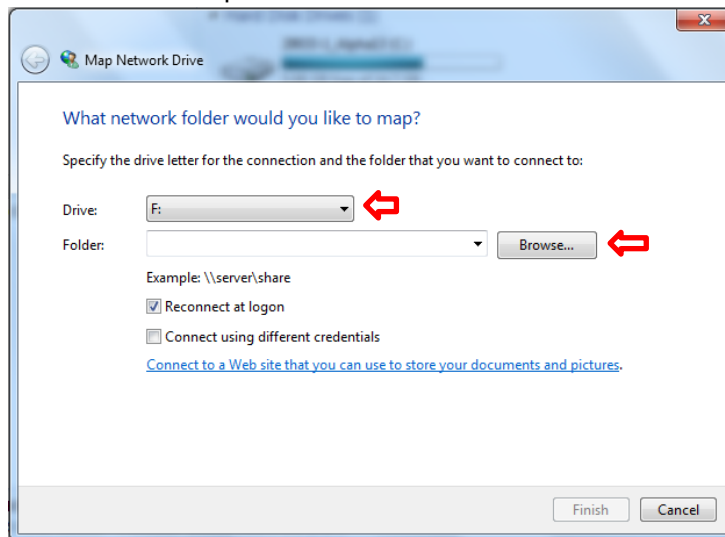 Map Network Drive
What network folder would you like to map?
Specify the drive letter for the connection and the folder that you want to connect to:
Drive: F:
Folder: Browse...
Example: \\server\share
Reconnect at logon
Connect using different credentials
Connect to a Web site that you can use to store your documents and pictures.
Finish Cancel